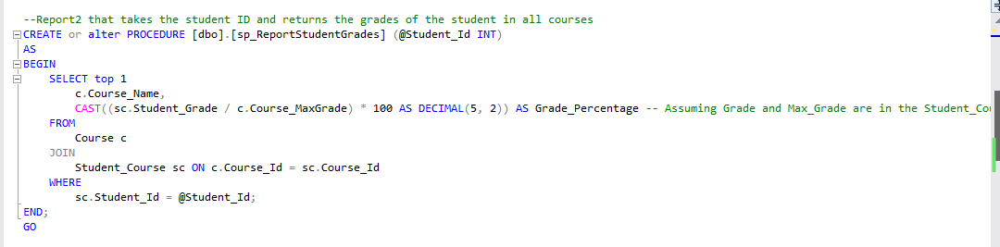 --Report2 that takes the student ID and returns the grades of the student in all courses
CREATE or alter PROCEDURE [dbo].[sp_ReportStudentGrades] (@Student_Id INT)
AS
BEGIN
SELECT top 1
c.Course_Name,
CAST((sc.Student_Grade / c.Course_MaxGrade) * 100 AS DECIMAL(5, 2)) AS Grade_Percentage -- Assuming Grade and Max_Grade are in the Student_Co
FROM
Course c
JOIN
Student_Course sc ON c.Course_Id = sc.Course_Id
WHERE
sc.Student_Id = @Student_Id;
END;
GO